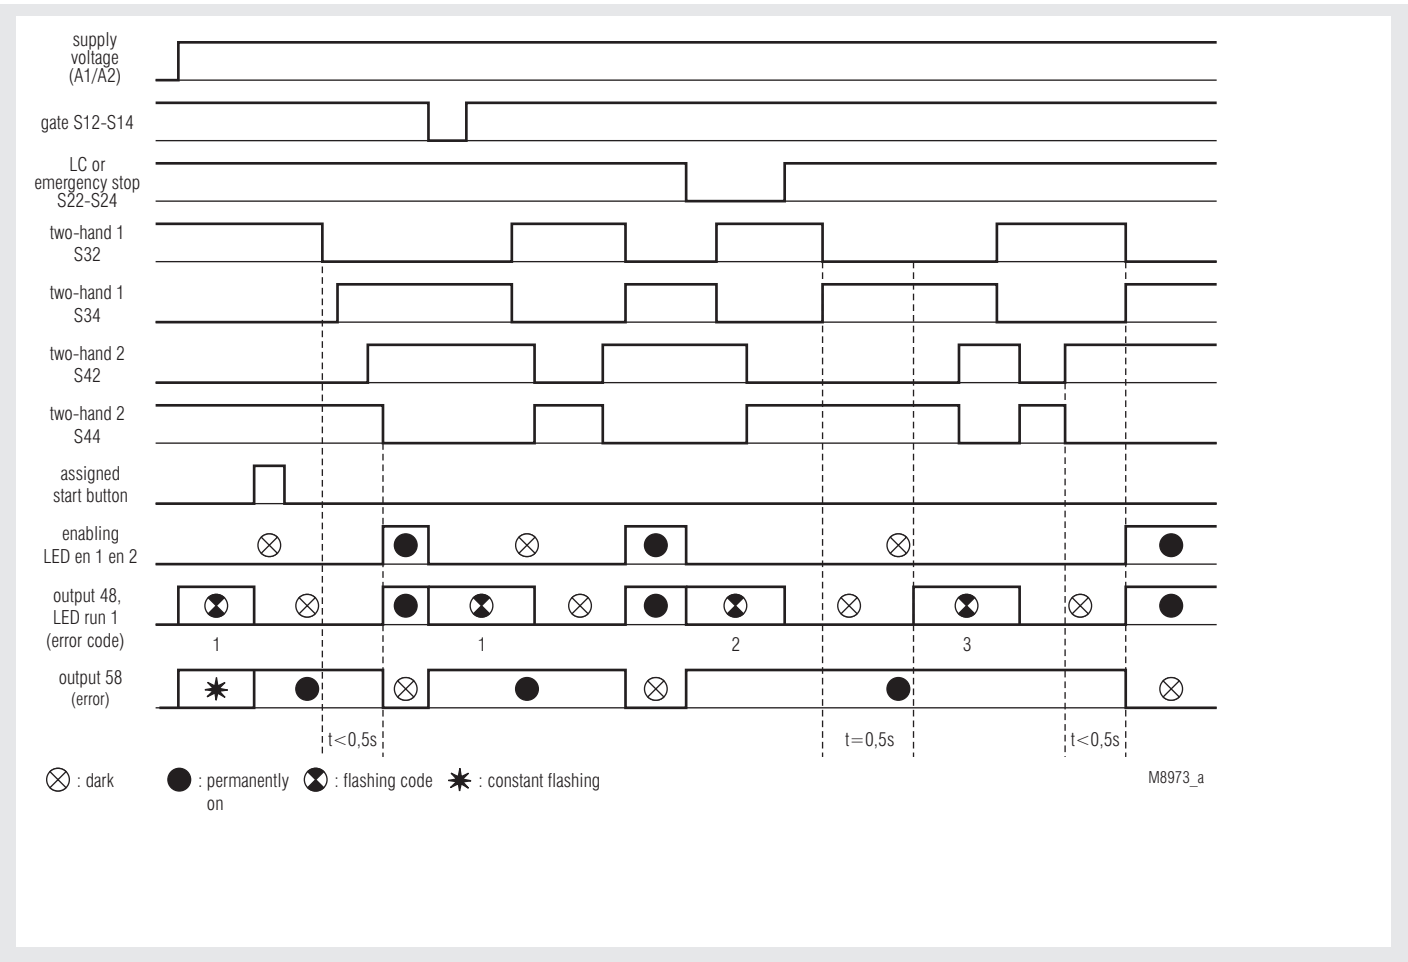 supply
voltage
(A1/A2)
gate S12-S14
LC or
emergency stop
S22-S24
two-hand 1
S32
two-hand 1
S34
two-hand 2
S42
two-hand 2
S44
assigned
start button
enabling
LED en 1 en 2
output 48,
LED run 1
(error code)
1
1
2
3
output 58
(error)
t<0,5s
t=0,5s
t<0,5s
: dark
: permanently
on
: flashing code
: constant flashing
M8973_a